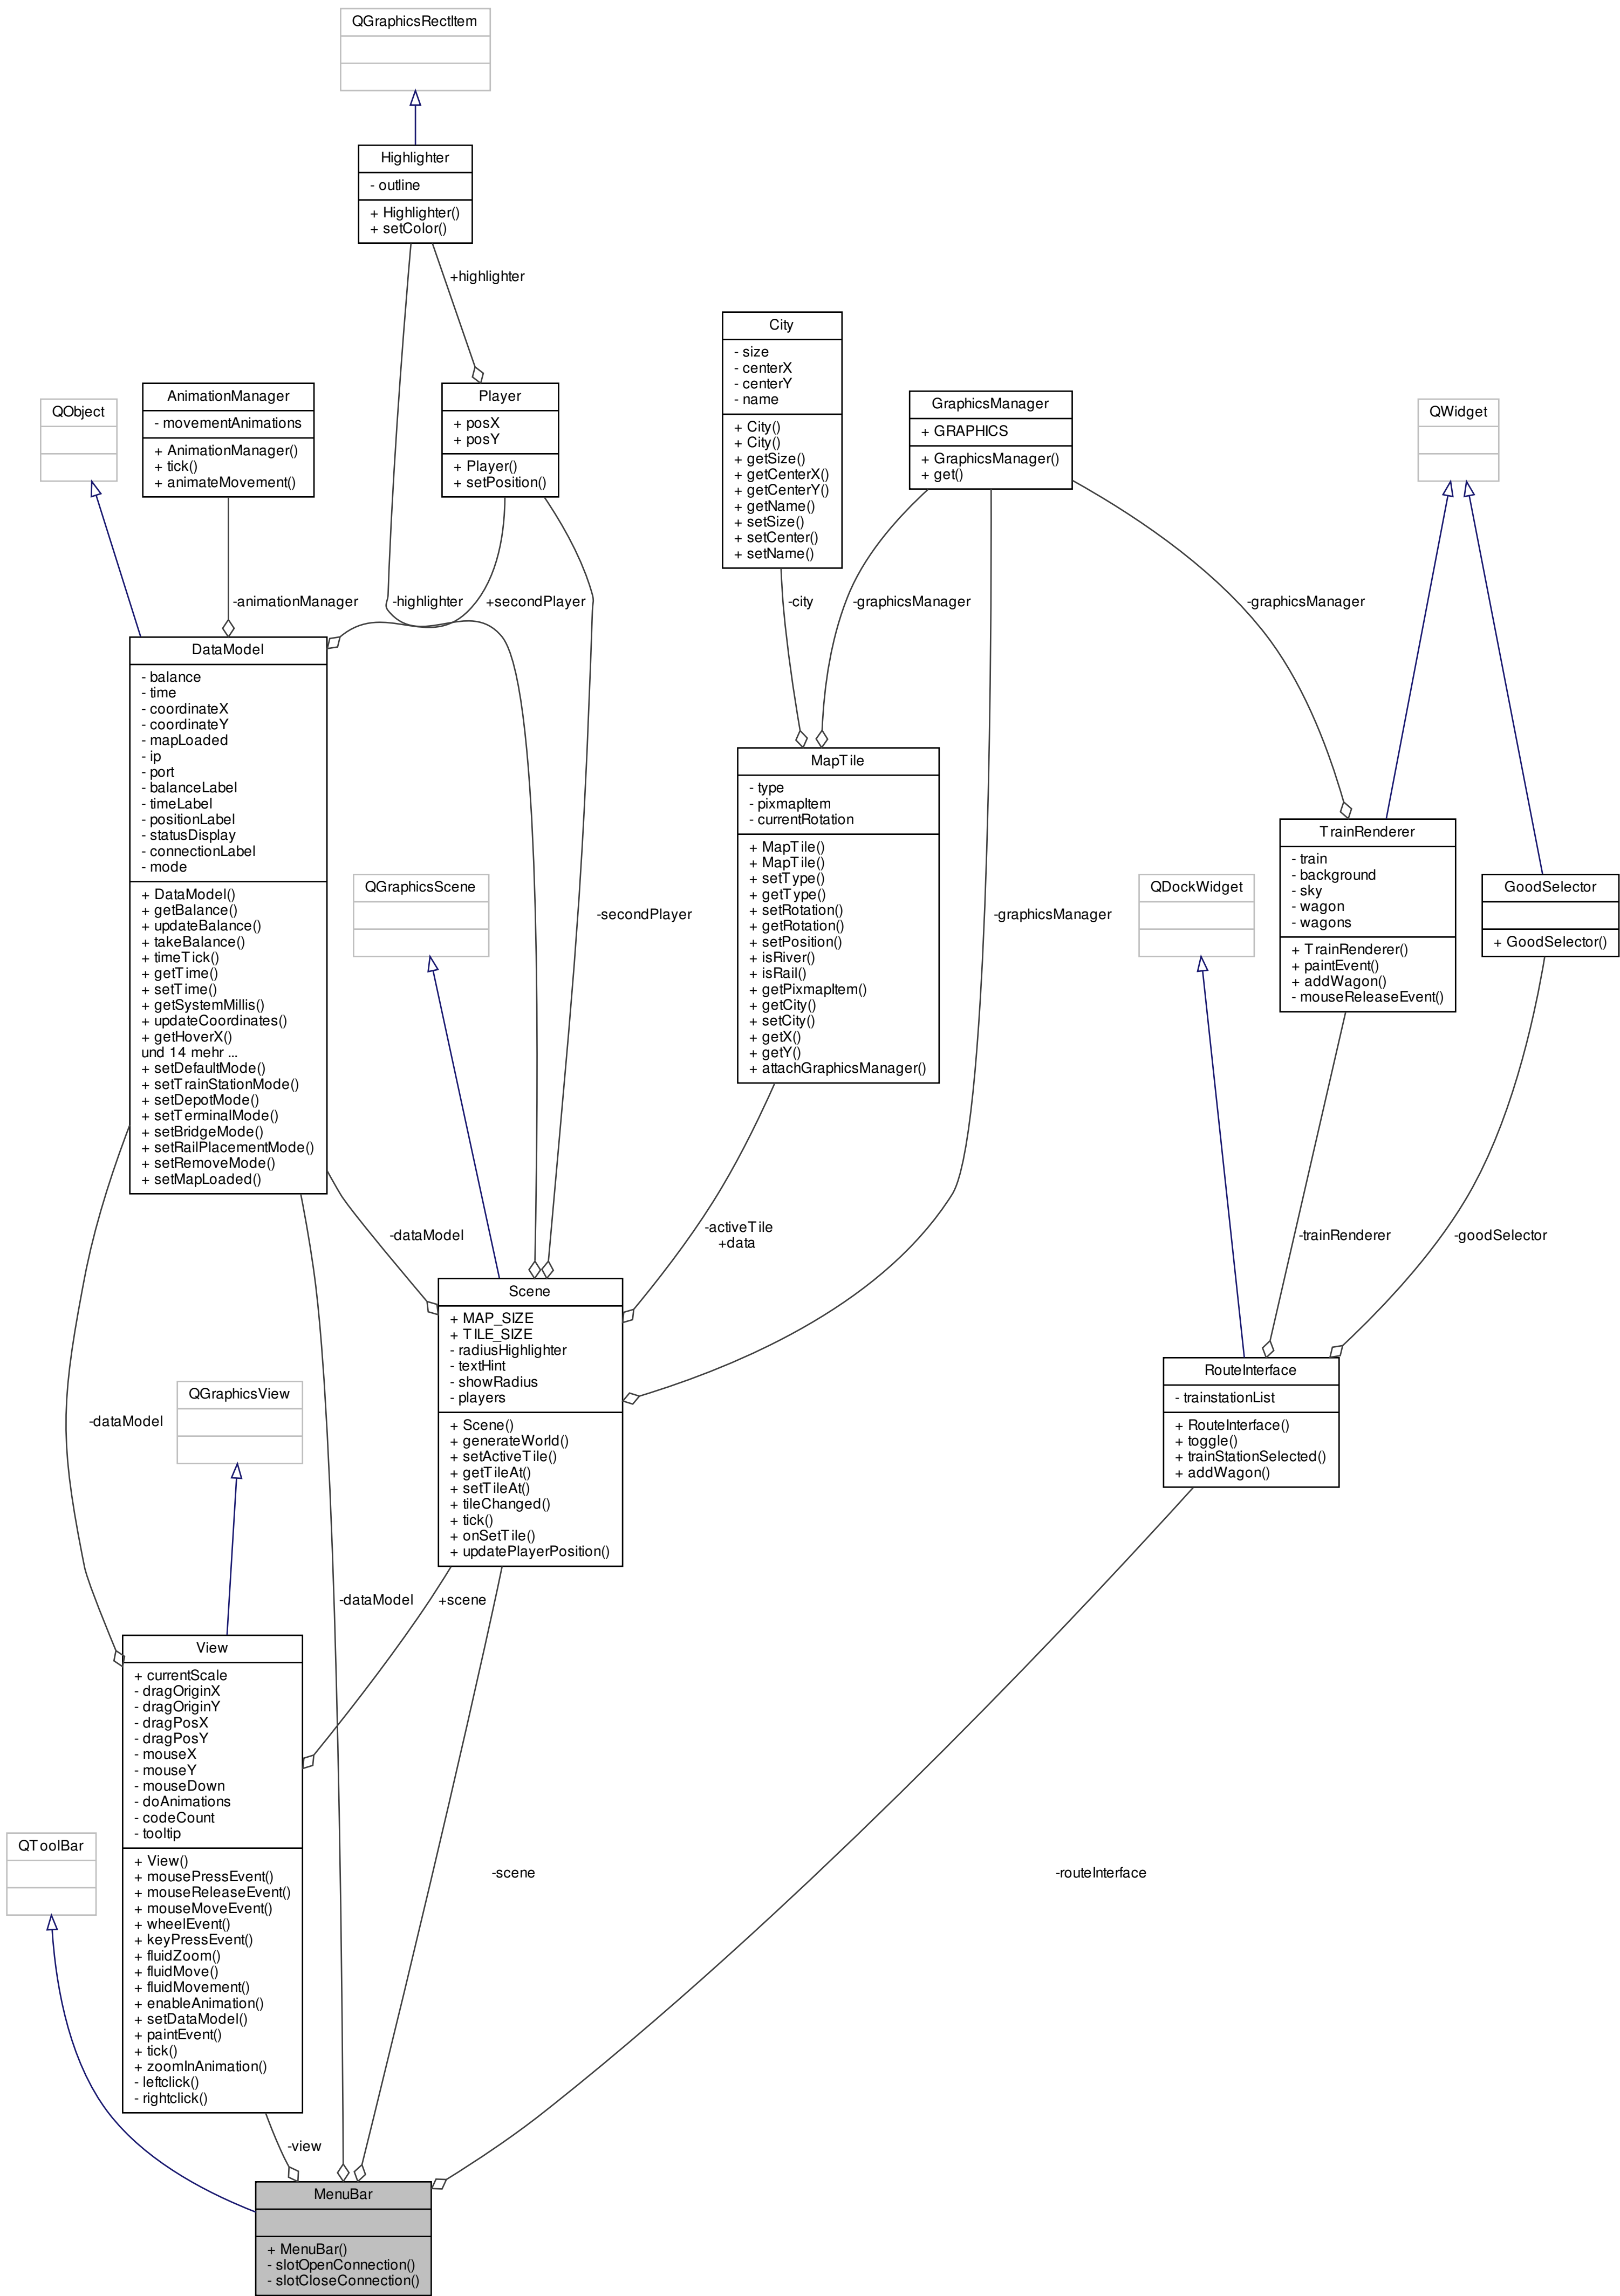 QGraphicsRectItem
Highlighter
- outline
+ Highlighter()
+ setColor()
+highlighter
City
- size
- centerX
- centerY
- name
+ City()
+ City()
+ getSize()
+ getCenterX()
+ getCenterY()
+ getName()
+ setSize()
+ setCenter()
+ setName()
QObject
AnimationManager
- movementAnimations
+ AnimationManager()
+ tick()
+ animateMovement()
Player
+ posX
+ posY
+ Player()
+ setPosition()
GraphicsManager
+ GRAPHICS
+ GraphicsManager()
+ get()
QWidget
-animationManager
-highlighter
+secondPlayer
-city
-graphicsManager
-graphicsManager
DataModel
- balance
- time
- coordinateX
- coordinateY
- mapLoaded
- ip
- port
- balanceLabel
- timeLabel
- positionLabel
- statusDisplay
- connectionLabel
- mode
+ DataModel()
+ getBalance()
+ updateBalance()
+ takeBalance()
+ timeTick()
+ getTime()
+ setTime()
+ getSystemMillis()
+ updateCoordinates()
+ getHoverX()
und 14 mehr ...
+ setDefaultMode()
+ setTrainStationMode()
+ setDepotMode()
+ setTerminalMode()
+ setBridgeMode()
+ setRailPlacementMode()
+ setRemoveMode()
+ setMapLoaded()
QGraphicsScene
-secondPlayer
MapTile
- type
- pixmapItem
- currentRotation
+ MapTile()
+ MapTile()
+ setType()
+ getType()
+ setRotation()
+ getRotation()
+ setPosition()
+ isRiver()
+ isRail()
+ getPixmapItem()
+ getCity()
+ setCity()
+ getX()
+ getY()
+ attachGraphicsManager()
-graphicsManager
QDockWidget
TrainRenderer
- train
- background
- sky
- wagon
- wagons
+ TrainRenderer()
+ paintEvent()
+ addWagon()
- mouseReleaseEvent()
GoodSelector
+ GoodSelector()
-dataModel
-activeTile
+data
-trainRenderer
-goodSelector
Scene
+ MAP_SIZE
+ TILE_SIZE
- radiusHighlighter
- textHint
- showRadius
- players
+ Scene()
+ generateWorld()
+ setActiveTile()
+ getTileAt()
+ setTileAt()
+ tileChanged()
+ tick()
+ onSetTile()
+ updatePlayerPosition()
RouteInterface
- trainstationList
+ RouteInterface()
+ toggle()
+ trainStationSelected()
+ addWagon()
-dataModel
QGraphicsView
-dataModel
+scene
View
+ currentScale
- dragOriginX
- dragOriginY
- dragPosX
- dragPosY
- mouseX
- mouseY
- mouseDown
- doAnimations
- codeCount
- tooltip
+ View()
+ mousePressEvent()
+ mouseReleaseEvent()
+ mouseMoveEvent()
+ wheelEvent()
+ keyPressEvent()
+ fluidZoom()
+ fluidMove()
+ fluidMovement()
+ enableAnimation()
+ setDataModel()
+ paintEvent()
+ tick()
+ zoomInAnimation()
- leftclick()
- rightclick()
QToolBar
-scene
-routeInterface
-view
MenuBar
+ MenuBar()
- slotOpenConnection()
- slotCloseConnection()